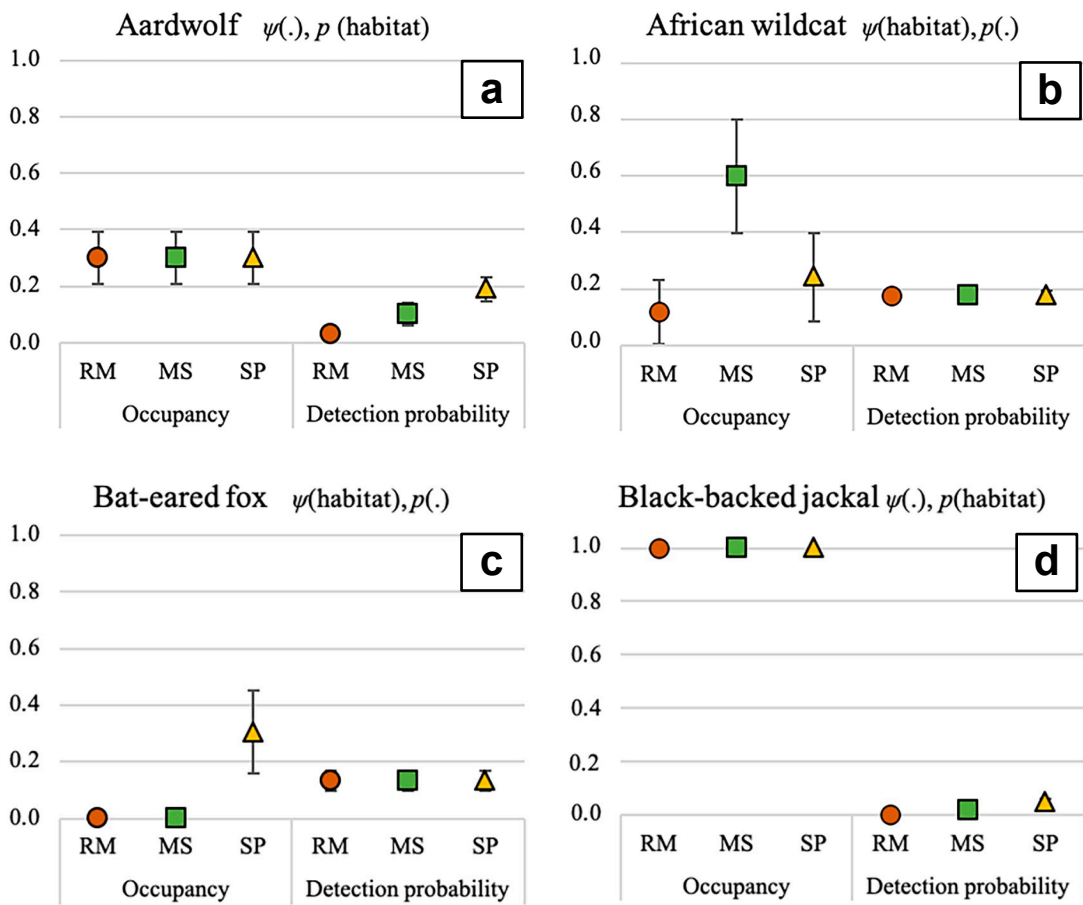 Aardwolf ψ(.), p (habitat)
a
1.0
0.8
0.6
0.4
0.2
0.0
RM MS SP RM MS SP
Occupancy Detection probability
African wildcat ψ(habitat), p(.)
b
1.0
0.8
0.6
0.4
0.2
0.0
RM MS SP RM MS SP
Occupancy Detection probability
Bat-eared fox ψ(habitat), p(.)
c
1.0
0.8
0.6
0.4
0.2
0.0
RM MS SP RM MS SP
Occupancy Detection probability
Black-backed jackal ψ(.), p(habitat)
d
1.0
0.8
0.6
0.4
0.2
0.0
RM MS SP RM MS SP
Occupancy Detection probability